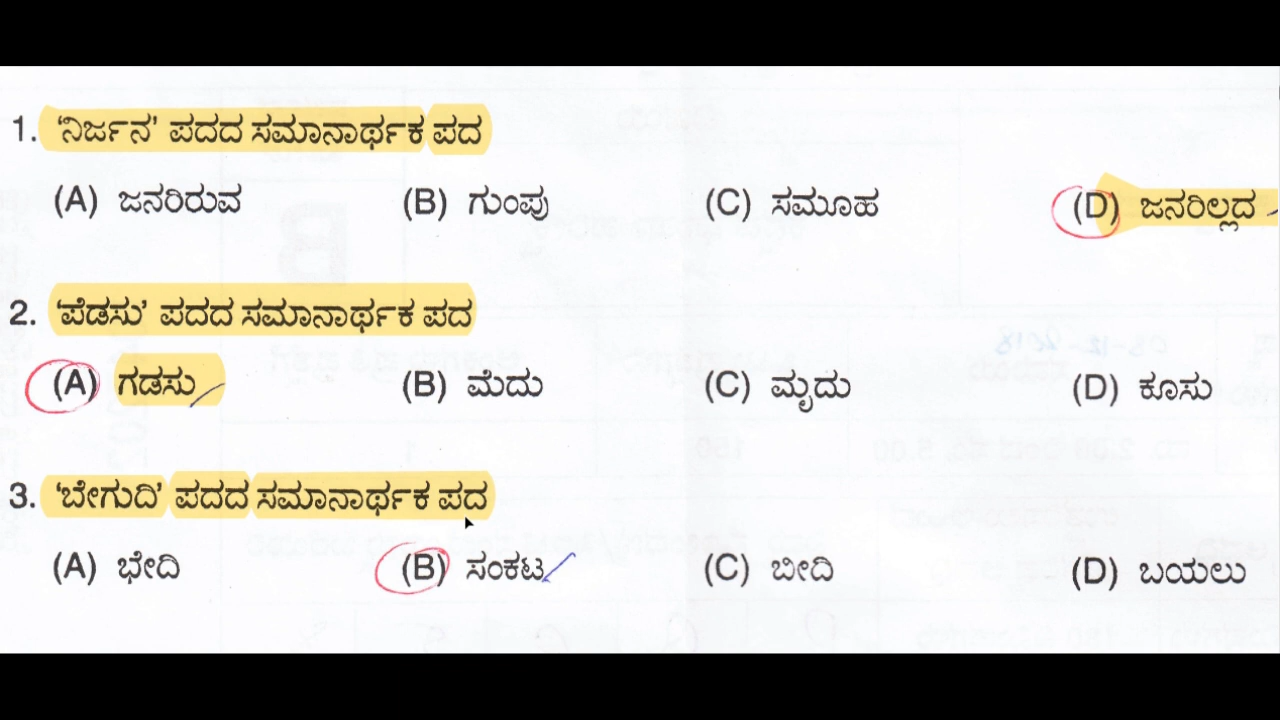 1. ‘ನಿರ್ಜನ’ ಪದದ ಸಮಾನಾರ್ಥಕ ಪದ
(A) ಜನರಿರುವ (B) ಗುಂಪು (C) ಸಮೂಹ (D) ಜನರಿಲ್ಲದ
2. ‘ಪೆಡಸು’ ಪದದ ಸಮಾನಾರ್ಥಕ ಪದ
(A) ಗಡಸು (B) ಮೆದು (C) ಮೃದು (D) ಕೂಸು
3. ‘ಬೇಗುದಿ’ ಪದದ ಸಮಾನಾರ್ಥಕ ಪದ
(A) ಭೇದಿ (B) ಸಂಕಟ (C) ಬೀದಿ (D) ಬಯಲು